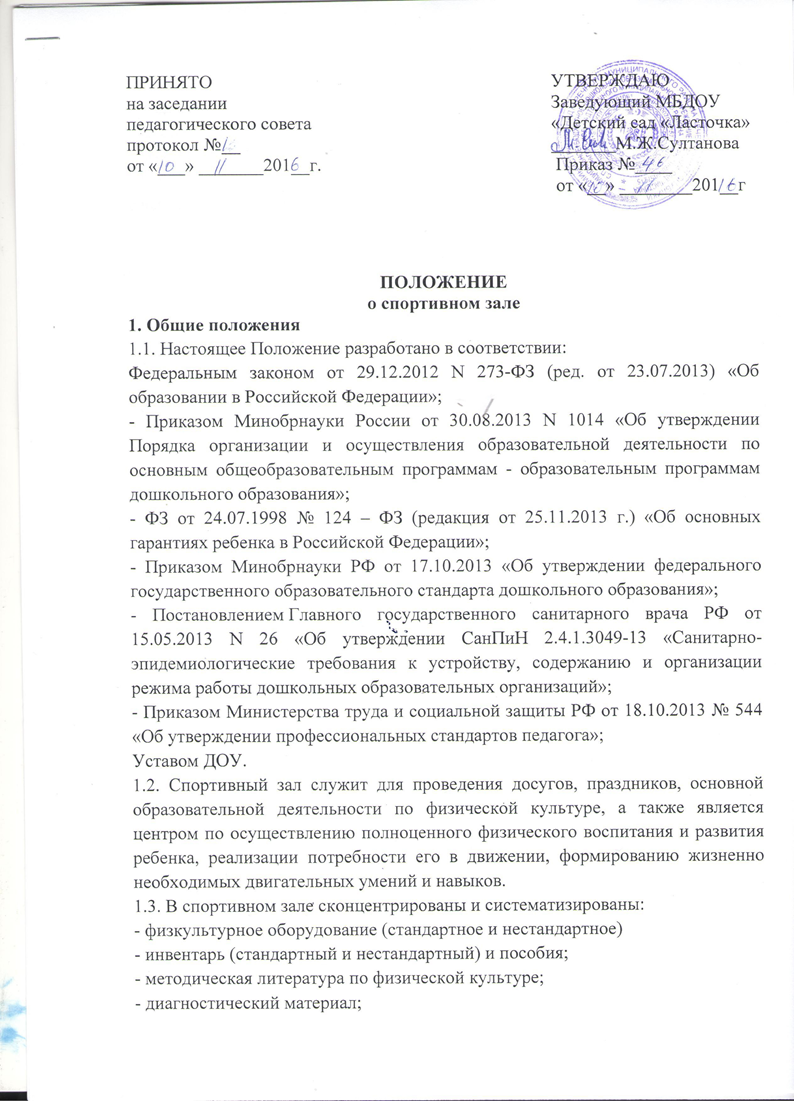 ПРИНЯТО
на заседании
педагогического совета
протокол №1
от «10» 11 2016 г.
УТВЕРЖДАЮ
Заведующий МБДОУ
«Детский сад «Ласточка»
М.Ж.Султанова
Приказ № 46
от «10» 11 2016 г
ПОЛОЖЕНИЕ
о спортивном зале
1. Общие положения
1.1. Настоящее Положение разработано в соответствии:
Федеральным законом от 29.12.2012 N 273-ФЗ (ред. от 23.07.2013) «Об
образовании в Российской Федерации»;
- Приказом Минобрнауки России от 30.08.2013 N 1014 «Об утверждении
Порядка организации и осуществления образовательной деятельности по
основным общеобразовательным программам - образовательным программам
дошкольного образования»;
- ФЗ от 24.07.1998 № 124 – ФЗ (редакция от 25.11.2013 г.) «Об основных
гарантиях ребенка в Российской Федерации»;
- Приказом Минобрнауки РФ от 17.10.2013 «Об утверждении федерального
государственного образовательного стандарта дошкольного образования»;
- Постановлением Главного государственного санитарного врача РФ от
15.05.2013 N 26 «Об утверждении СанПиН 2.4.1.3049-13 «Санитарно-
эпидемиологические требования к устройству, содержанию и организации
режима работы дошкольных образовательных организаций»;
- Приказом Министерства труда и социальной защиты РФ от 18.10.2013 № 544
«Об утверждении профессиональных стандартов педагога»;
Уставом ДОУ.
1.2. Спортивный зал служит для проведения досугов, праздников, основной
образовательной деятельности по физической культуре, а также является
центром по осуществлению полноценного физического воспитания и развития
ребенка, реализации потребности его в движении, формированию жизненно
необходимых двигательных умений и навыков.
1.3. В спортивном зале сконцентрированы и систематизированы:
- физкультурное оборудование (стандартное и нестандартное)
- инвентарь (стандартный и нестандартный) и пособия;
- методическая литература по физической культуре;
- диагностический материал;